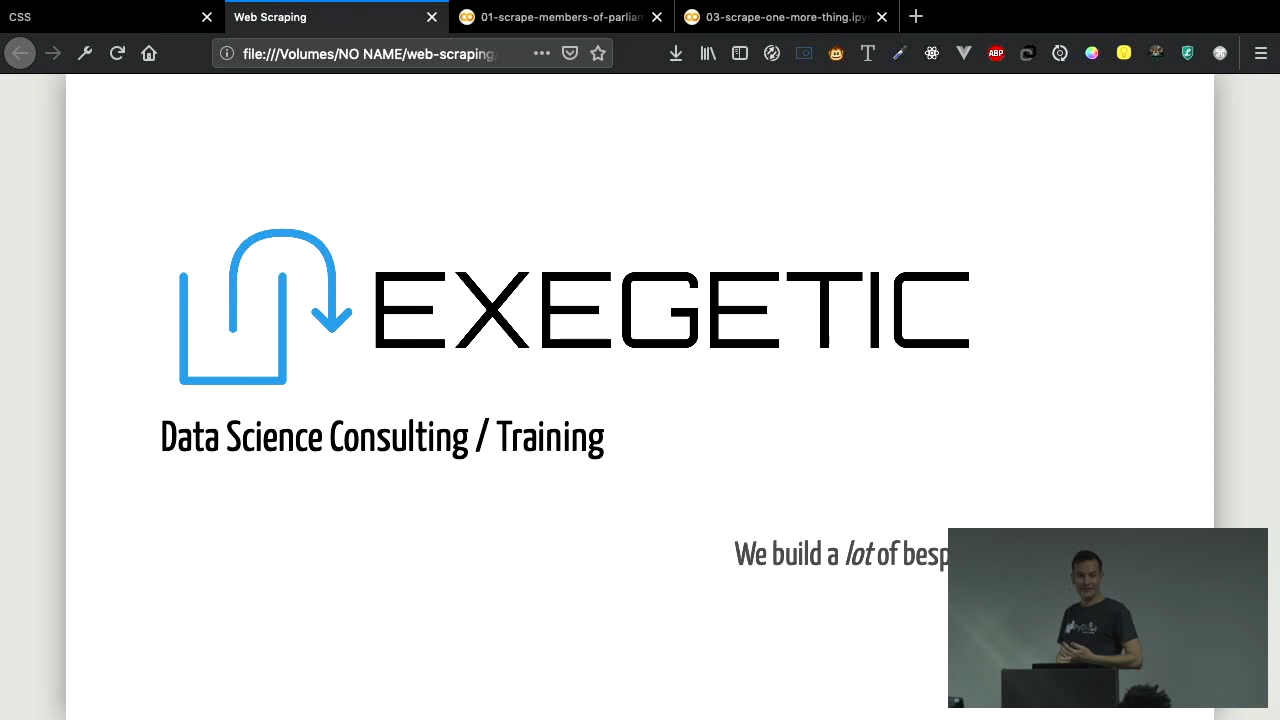 CSS
Web Scraping
01-scrape-members-of-parliam
03-scrape-one-more-thing.ipy
file:///Volumes/NO NAME/web-scraping
ABP
EXEGETIC
Data Science Consulting / Training
We build a lot of besp